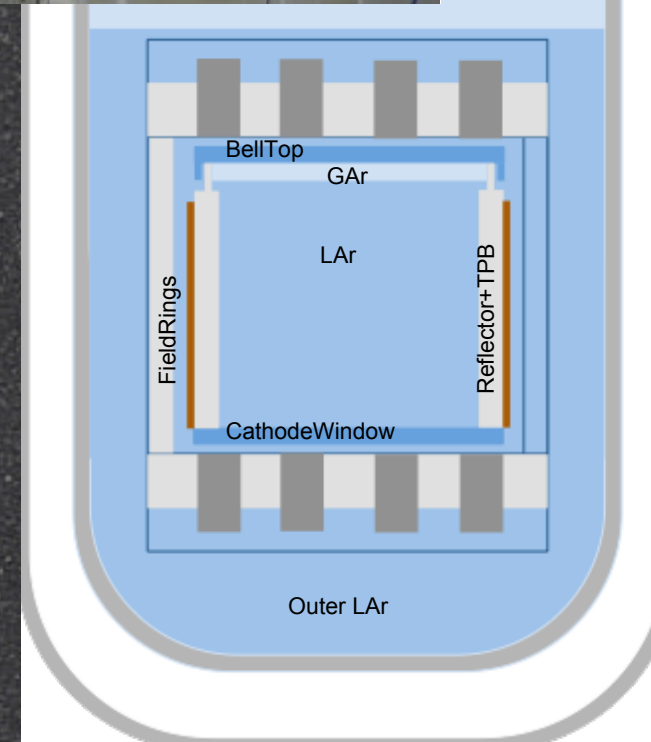 BellTop
GAr
LAr
FieldRings
Reflector+TPB
CathodeWindow
Outer LAr